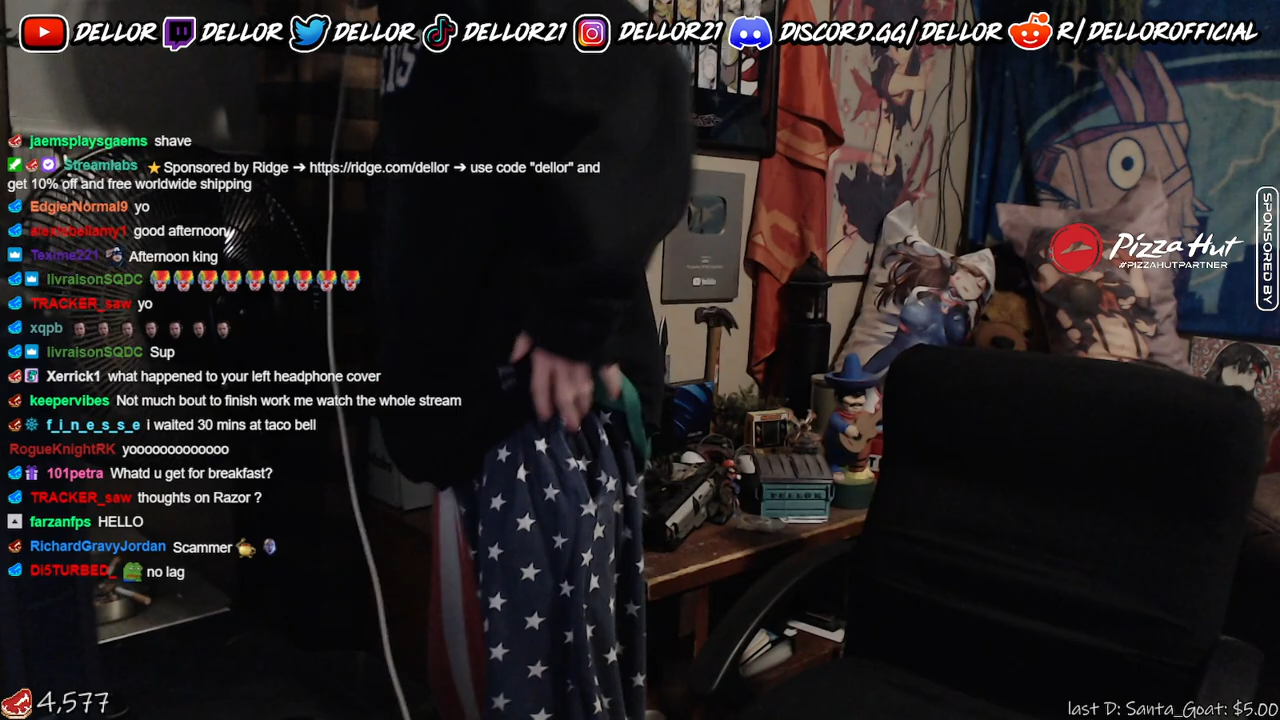 DELLOR DELLOR DELLOR DELLOR21 DELLOR21 DISCORD.GG/DELLOR R/DELLOROFFICIAL
jaemsplaysgaems shave
Streamlabs Sponsored by Ridge ➔ https://ridge.com/dellor ➔ use code "dellor" and
get 10% off and free worldwide shipping
EdgierNormal9 yo
alexisbellamy1 good afternoon
Texime221 Afternoon king
livraisonSQDC
TRACKER_saw yo
xqpb
livraisonSQDC Sup
Xerrick1 what happened to your left headphone cover
keepervibes Not much bout to finish work me watch the whole stream
f_i_n_e_s_s_e i waited 30 mins at taco bell
RogueKnightRK yoooooooooooo
101petra Whatd u get for breakfast?
TRACKER_saw thoughts on Razor ?
farzanfps HELLO
RichardGravyJordan Scammer
DI5TURBED_ no lag
4,577
SPONSORED BY
Pizza Hut
#PIZZAHUTPARTNER
DELLOR
last D: Santa_Goat: $5.00